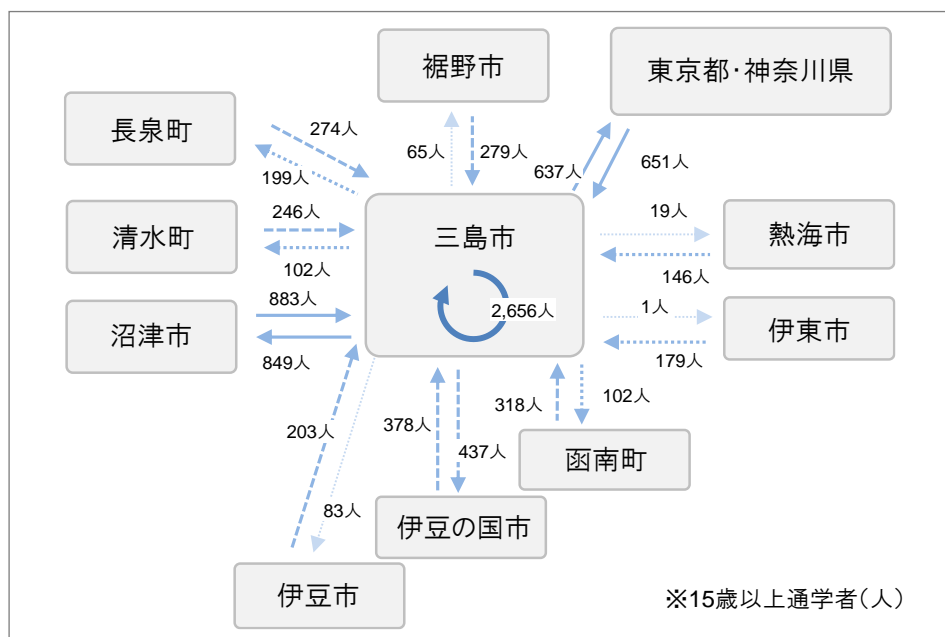 裾野市
東京都・神奈川県
長泉町
274人
65人
279人
637人
651人
199人
清水町
246人
三島市
19人
熱海市
102人
146人
沼津市
883人
2,656人
1人
伊東市
849人
179人
203人
378人
437人
318人
102人
函南町
83人
伊豆の国市
伊豆市
※15歳以上通学者(人)